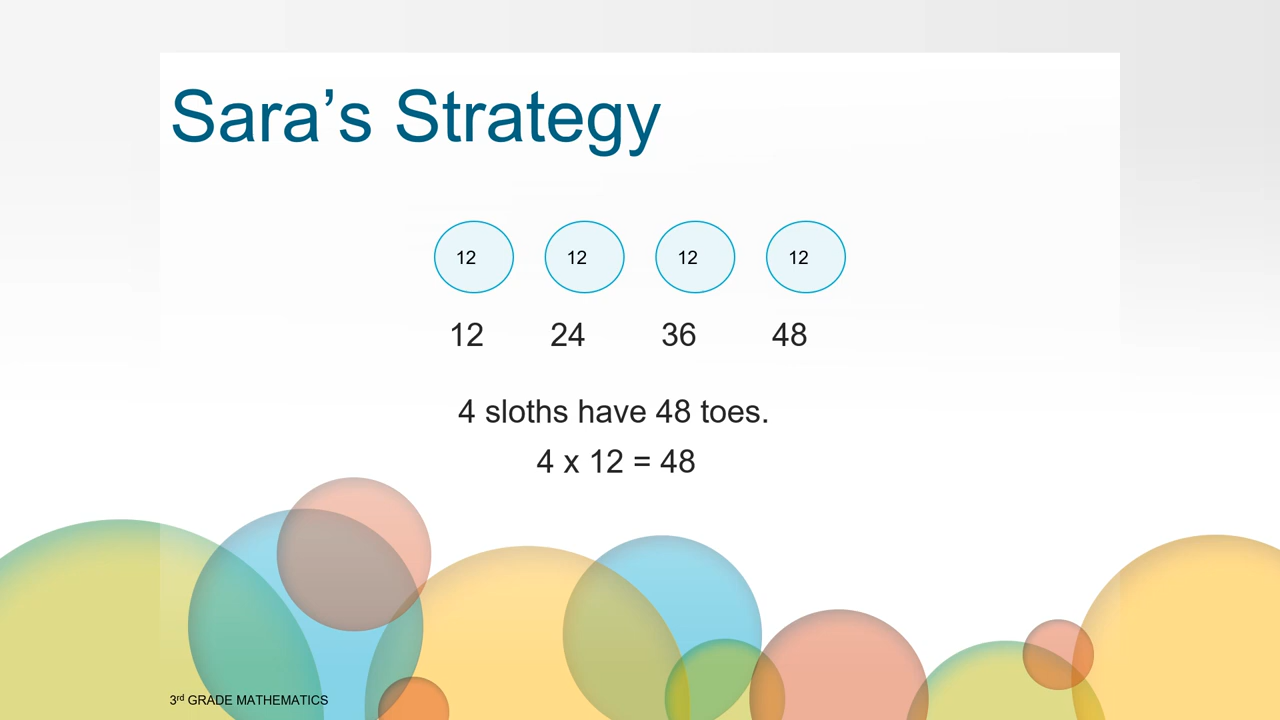 Sara’s Strategy
12 12 12 12
12 24 36 48
4 sloths have 48 toes.
4 x 12 = 48
3rd GRADE MATHEMATICS